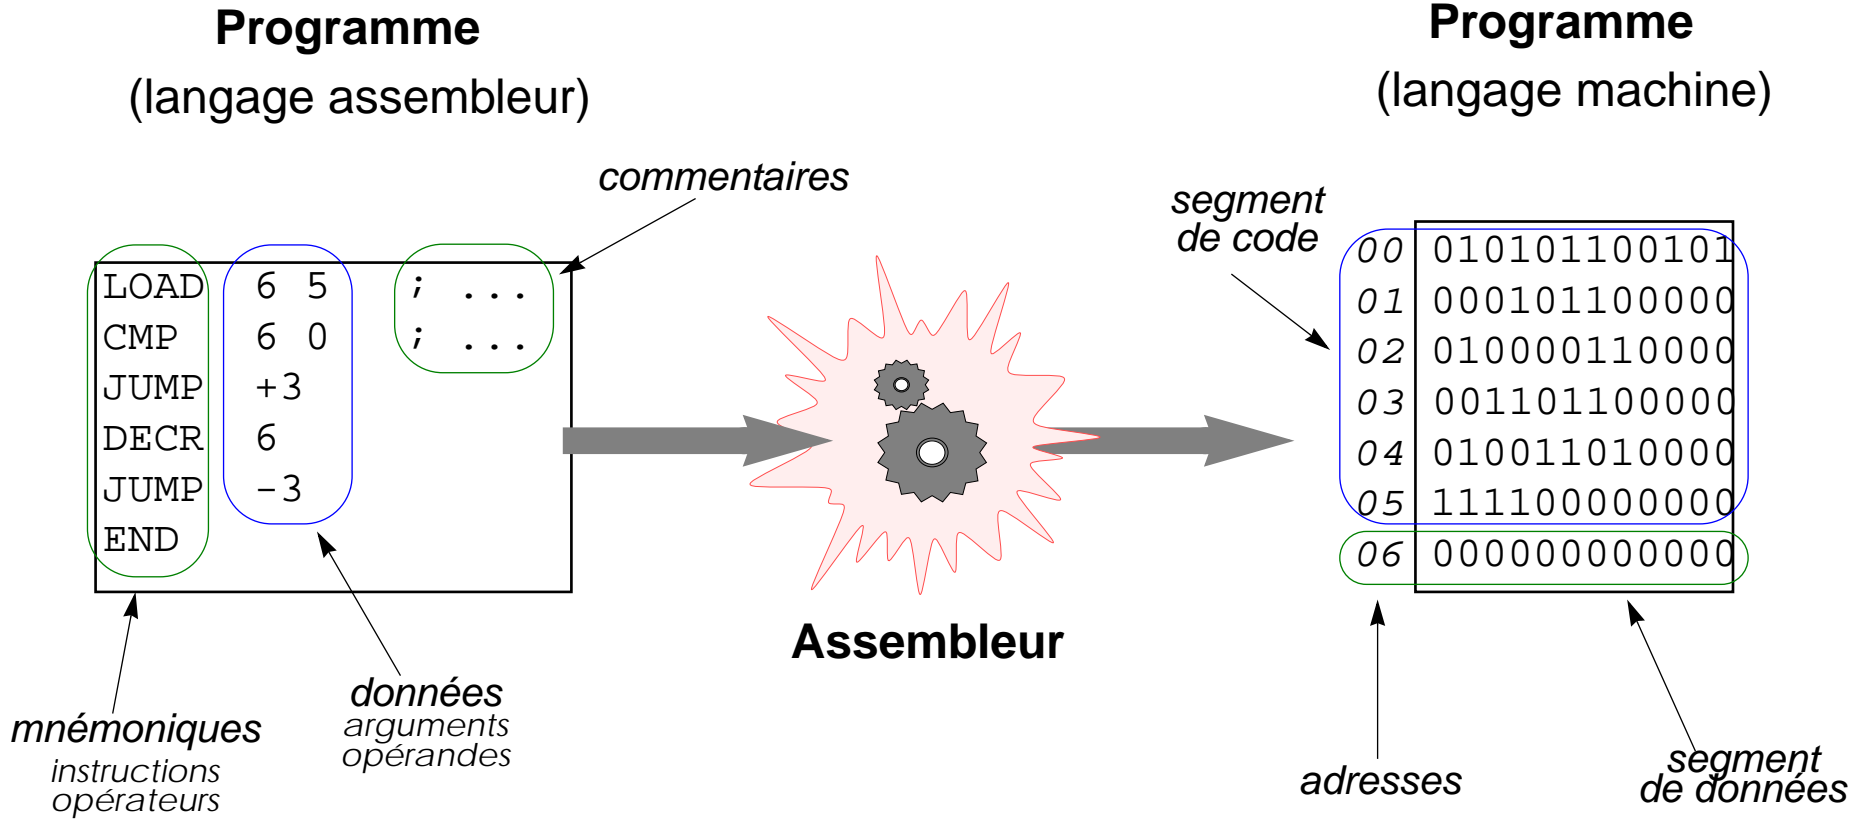 Programme
(langage assembleur)
commentaires
LOAD 6 5 ; ...
CMP 6 0 ; ...
JUMP +3
DECR 6
JUMP -3
END
mnémoniques
instructions
opérateurs
données
arguments
opérandes
Assembleur
Programme
(langage machine)
segment
de code
00 010101100101
01 000101100000
02 010000110000
03 001101100000
04 010011010000
05 111100000000
06 000000000000
adresses
segment
de données